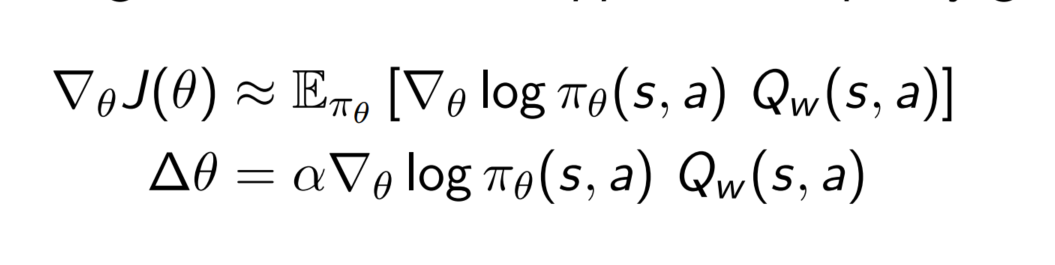 ∇θJ(θ) ≈ 𝔼πθ [∇θ log πθ(s, a) Qw(s, a)]
Δθ = α∇θ log πθ(s, a) Qw(s, a)